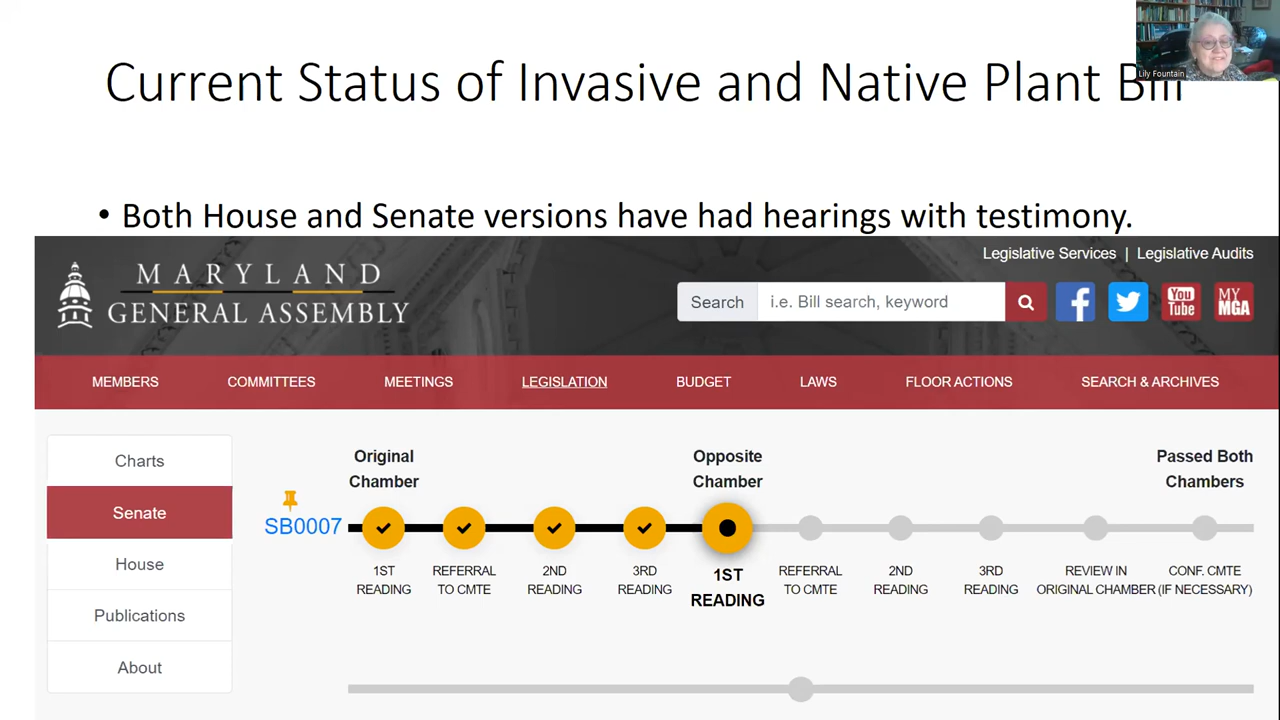 Current Status of Invasive and Native Plant Bill
Lily Fountain
• Both House and Senate versions have had hearings with testimony.
Legislative Services | Legislative Audits
MARYLAND
GENERAL ASSEMBLY
Search i.e. Bill search, keyword
You
Tube
MY
MGA
MEMBERS COMMITTEES MEETINGS LEGISLATION BUDGET LAWS FLOOR ACTIONS SEARCH & ARCHIVES
Charts
Senate
House
Publications
About
Original
Chamber
Opposite
Chamber
Passed Both
Chambers
SB0007
1ST
READING
REFERRAL
TO CMTE
2ND
READING
3RD
READING
1ST
READING
REFERRAL
TO CMTE
2ND
READING
3RD
READING
REVIEW IN
ORIGINAL CHAMBER
CONF. CMTE
(IF NECESSARY)